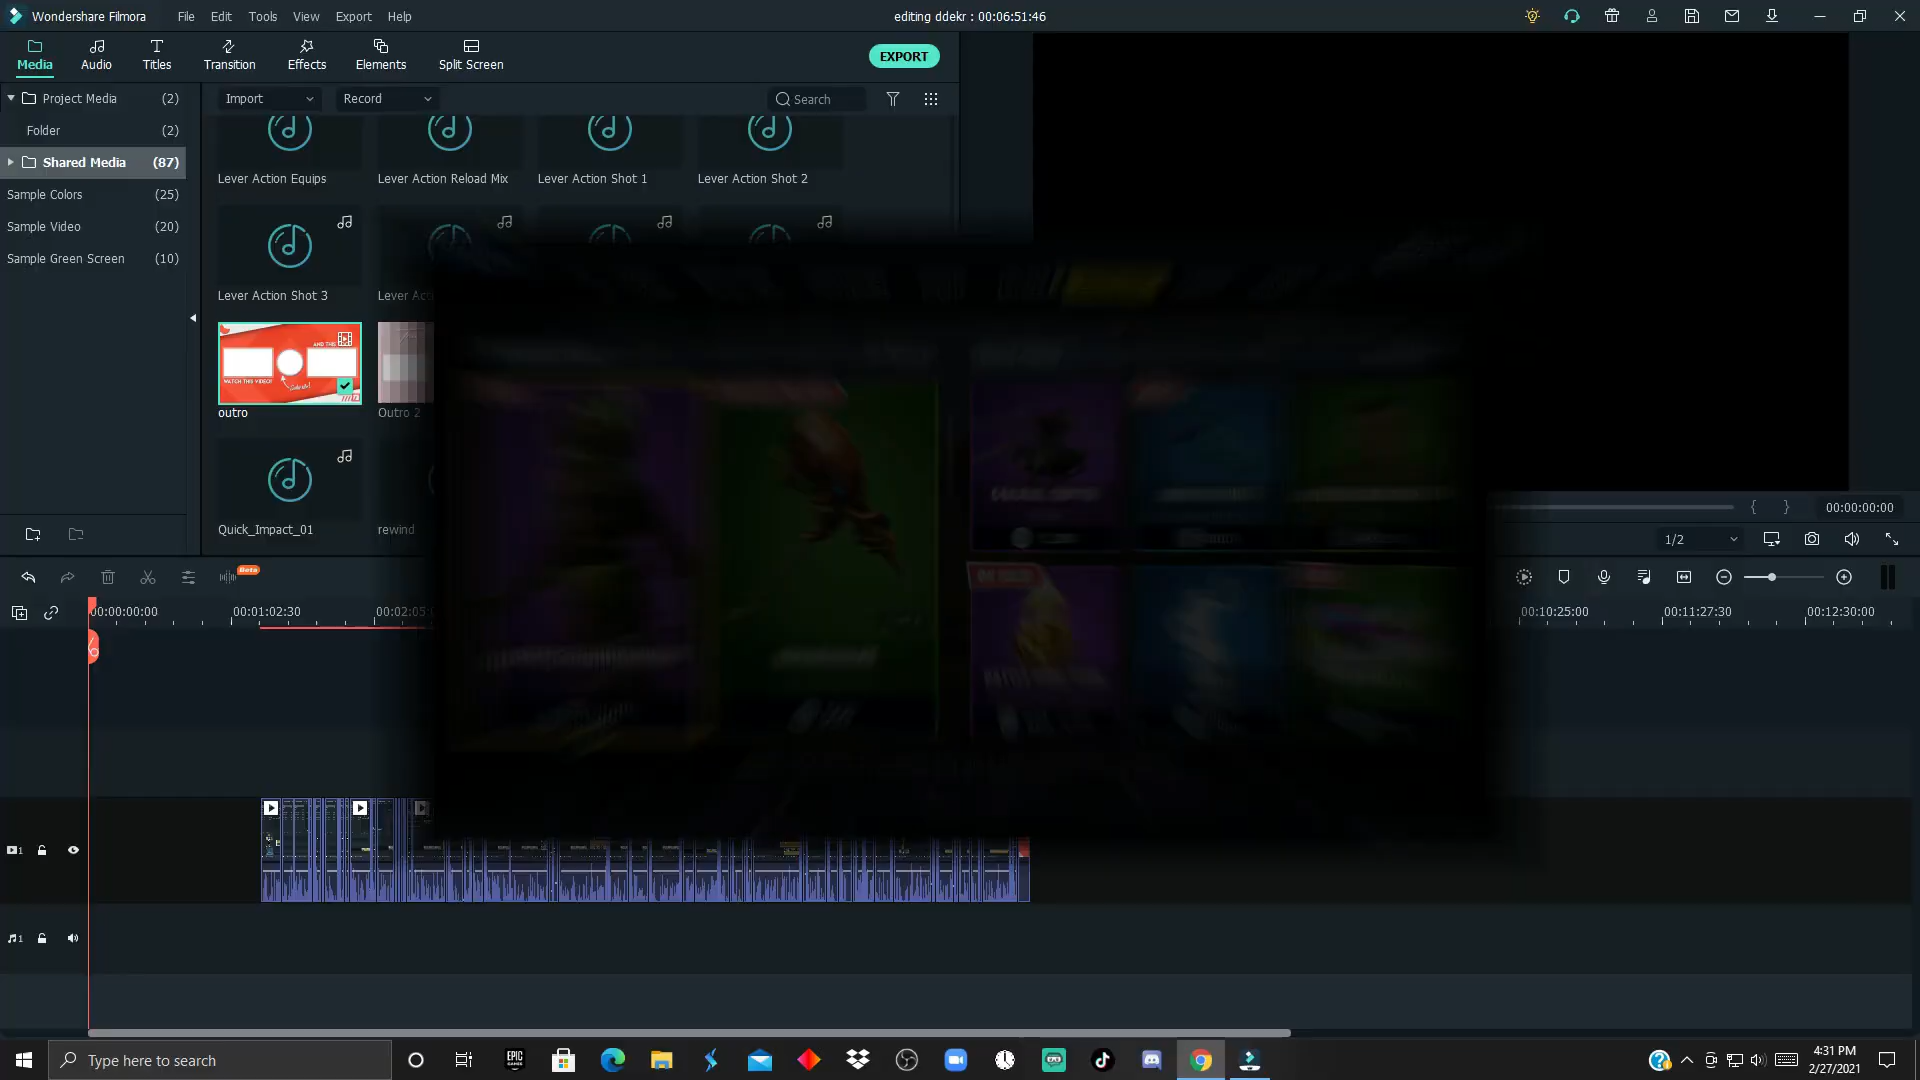 Wondershare Filmora
File
Edit
Tools
View
Export
Help
editing ddekr : 00:06:51:46
Media
Audio
Titles
Transition
Effects
Elements
Split Screen
EXPORT
Project Media (2)
Folder (2)
Shared Media (87)
Sample Colors (25)
Sample Video (20)
Sample Green Screen (10)
Import
Record
Search
Lever Action Equips
Lever Action Reload Mix
Lever Action Shot 1
Lever Action Shot 2
Lever Action Shot 3
Lever Ac
AND THIS
WATCH THIS VIDEO!
outro
Outro 2
Quick_Impact_01
rewind
00:00:00:00
1/2
Beta
00:00:00:00
00:01:02:30
00:02:05:0
00:10:25:00
00:11:27:30
00:12:30:00
1
1
Type here to search
EPIC GAMES
4:31 PM
2/27/2021